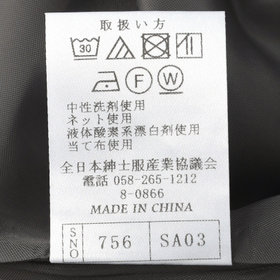 取扱い方
30
F W
中性洗剤使用
ネット使用
液体酸素系漂白剤使用
当て布使用
全日本紳士服産業協議会
電話 058-265-1212
8-0866
MADE IN CHINA
SNO 756 SA03